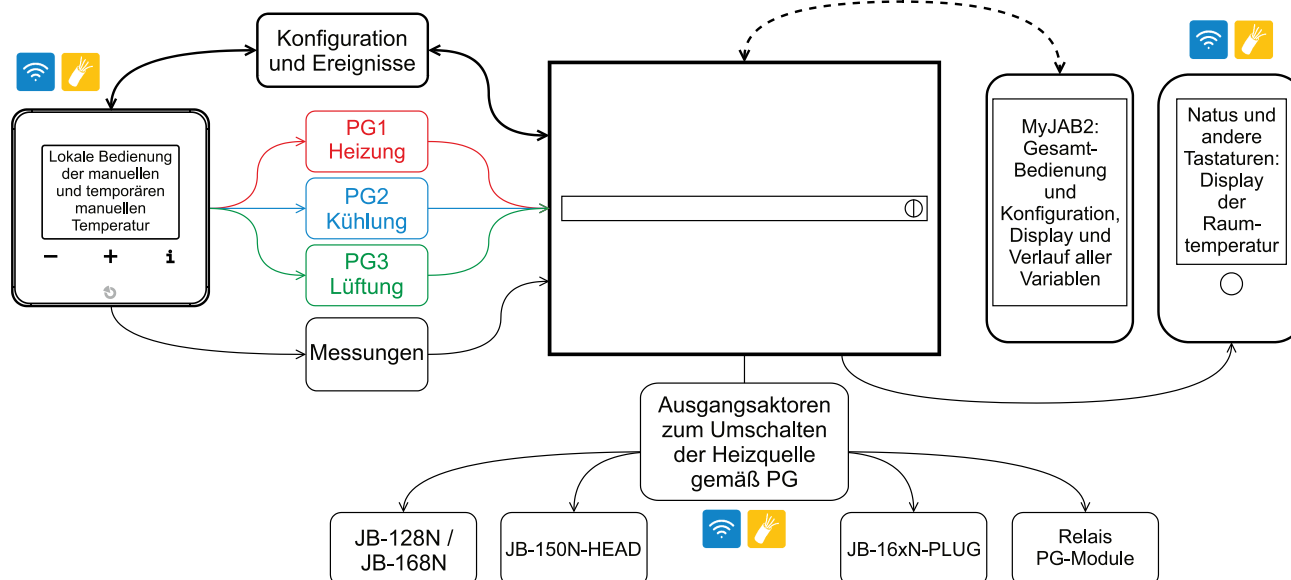 Konfiguration
und Ereignisse
Lokale Bedienung
der manuellen
und temporären
manuellen
Temperatur
− + i
PG1
Heizung
PG2
Kühlung
PG3
Lüftung
Messungen
MyJAB2:
Gesamt-
Bedienung
und
Konfiguration,
Display und
Verlauf aller
Variablen
Natus und
andere
Tastaturen:
Display
der
Raum-
temperatur
Ausgangsaktoren
zum Umschalten
der Heizquelle
gemäß PG
JB-128N /
JB-168N
JB-150N-HEAD
JB-16xN-PLUG
Relais
PG-Module